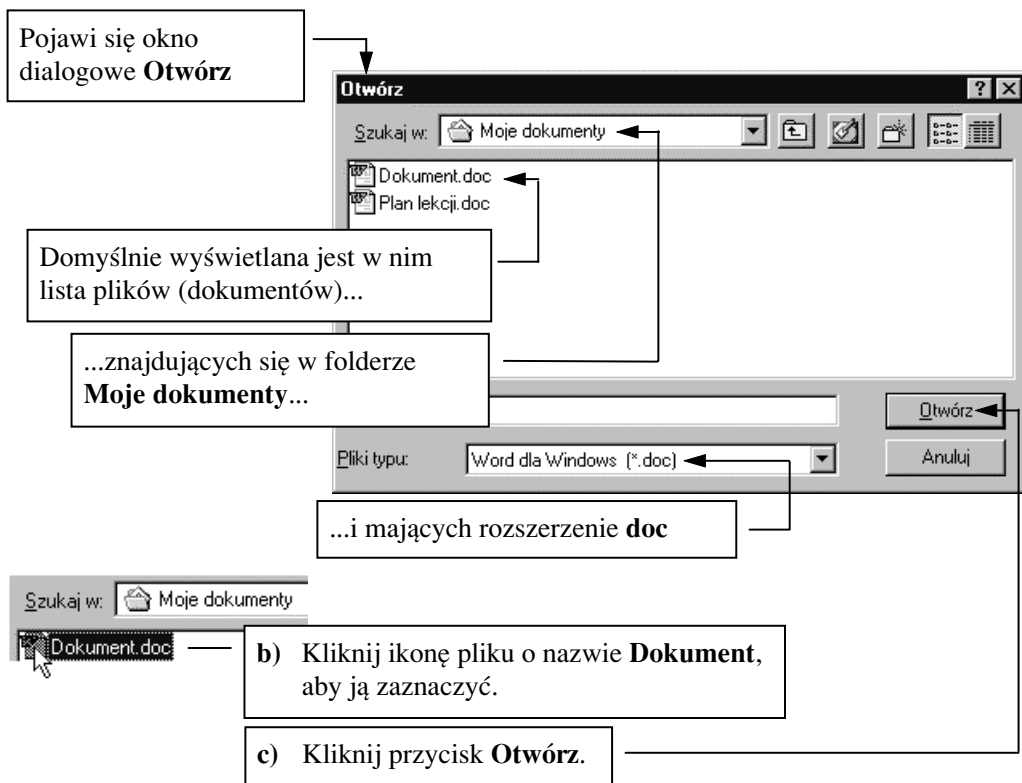 Pojawi się okno
dialogowe Otwórz
Otwórz
Szukaj w: Moje dokumenty
Dokument.doc
Plan lekcji.doc
Domyślnie wyświetlana jest w nim
lista plików (dokumentów)...
...znajdujących się w folderze
Moje dokumenty...
Otwórz
Pliki typu: Word dla Windows (*.doc) Anuluj
...i mających rozszerzenie doc
Szukaj w: Moje dokumenty
Dokument.doc
b) Kliknij ikonę pliku o nazwie Dokument,
aby ją zaznaczyć.
c) Kliknij przycisk Otwórz.